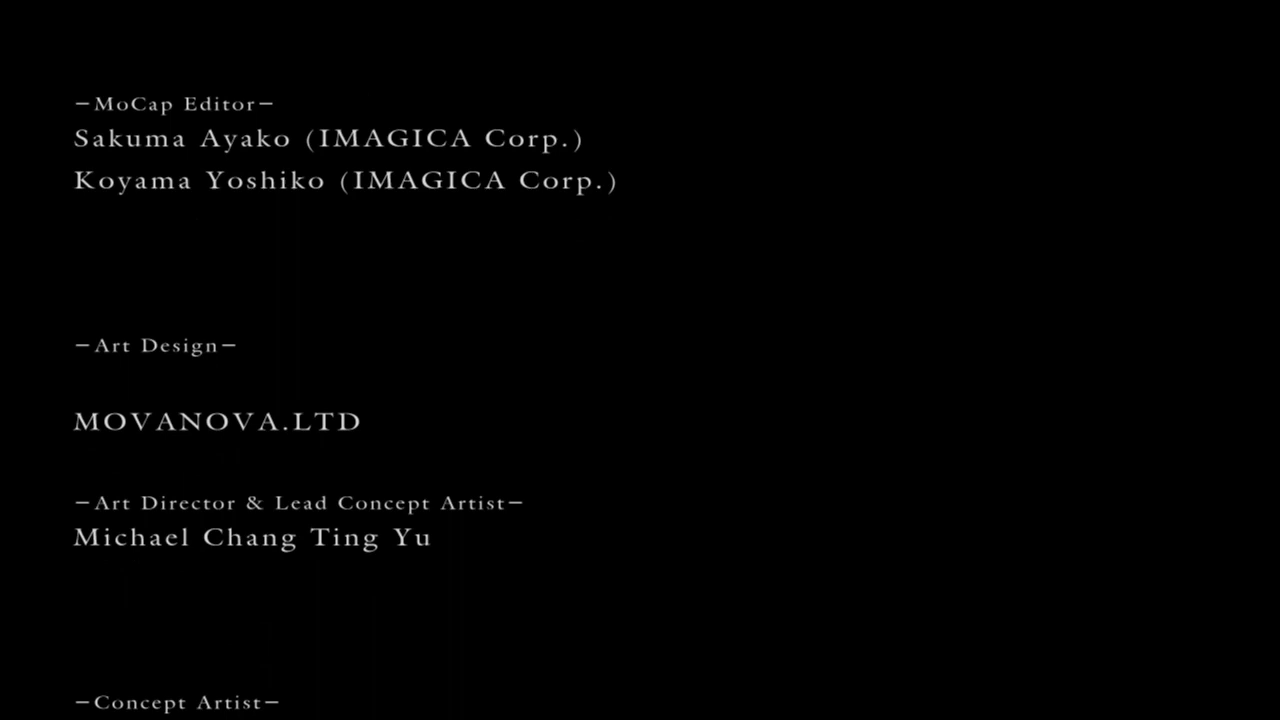 −MoCap Editor−
Sakuma Ayako (IMAGICA Corp.)
Koyama Yoshiko (IMAGICA Corp.)
−Art Design−
MOVANOVA.LTD
−Art Director & Lead Concept Artist−
Michael Chang Ting Yu
−Concept Artist−